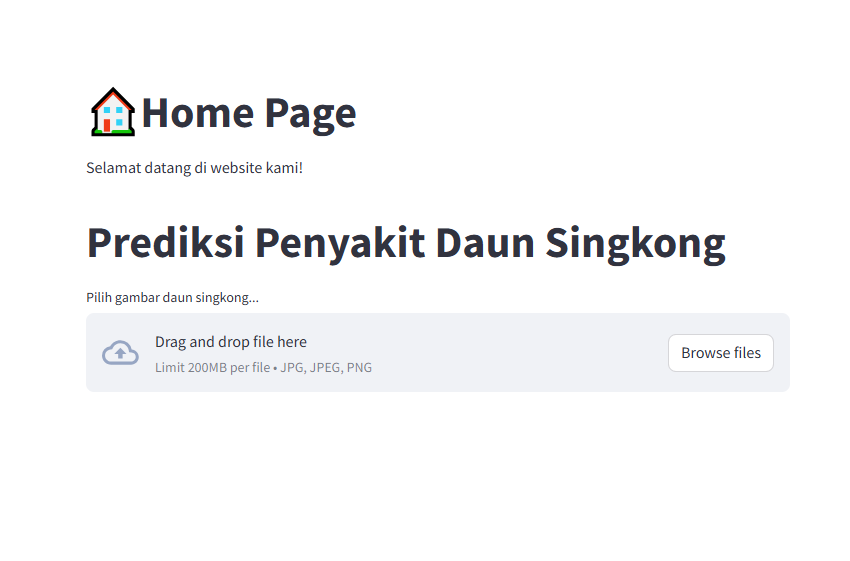 Home Page
Selamat datang di website kami!
Prediksi Penyakit Daun Singkong
Pilih gambar daun singkong...
Drag and drop file here
Limit 200MB per file • JPG, JPEG, PNG
Browse files